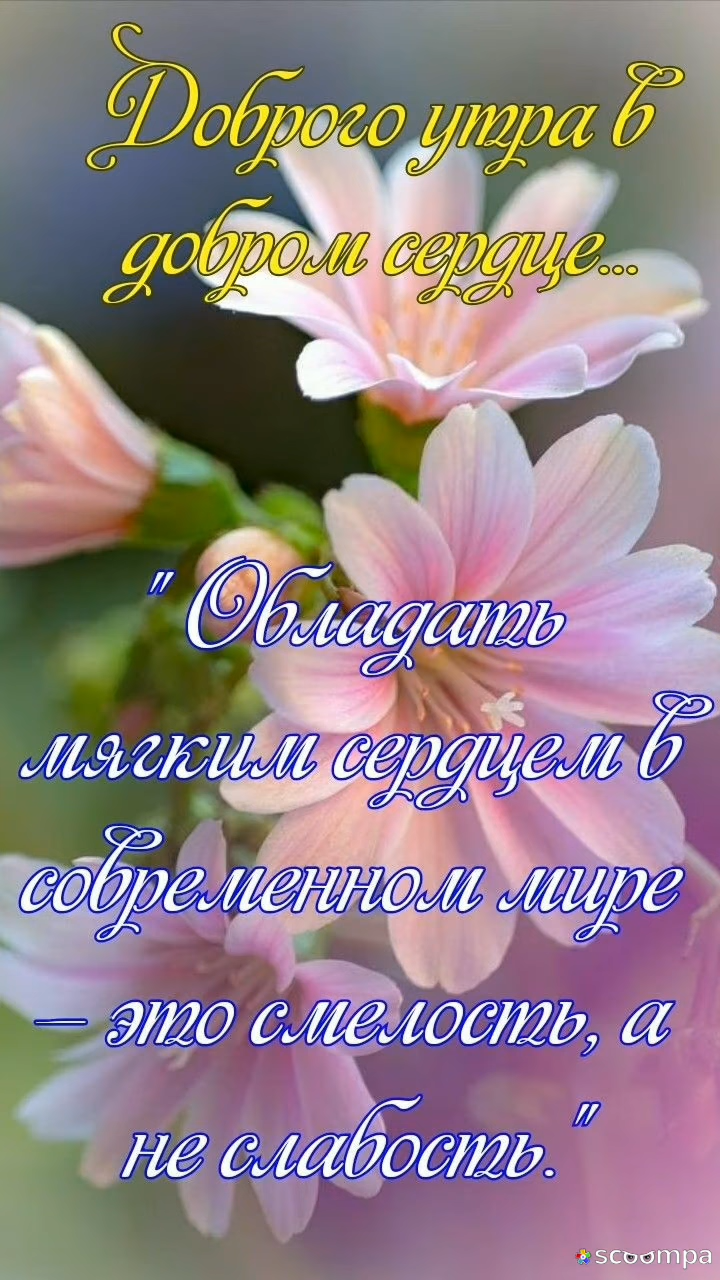 Доброго утра в
добром сердце...
" Обладать
мягким сердцем в
современном мире
– это смелость, а
не слабость."
scoompa